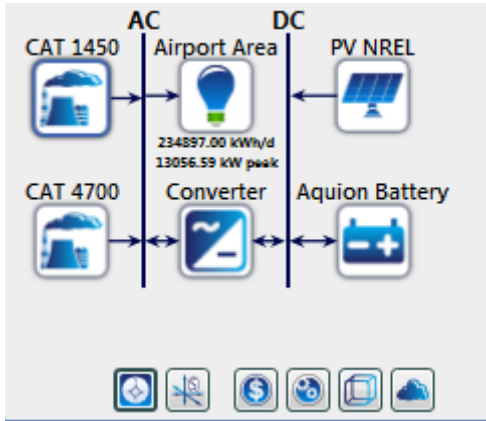 AC DC
CAT 1450 Airport Area PV NREL
234897.00 kWh/d
13056.59 kW peak
CAT 4700 Converter Aquion Battery